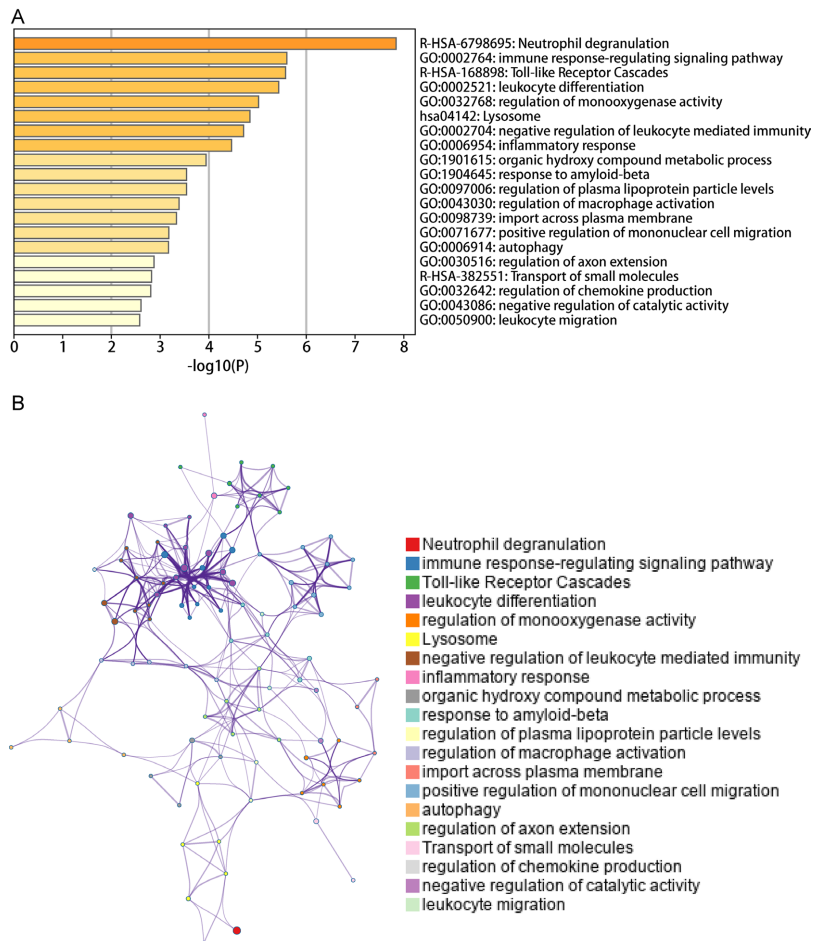 A
R-HSA-6798695: Neutrophil degranulation
GO:0002764: immune response-regulating signaling pathway
R-HSA-168898: Toll-like Receptor Cascades
GO:0002521: leukocyte differentiation
GO:0032768: regulation of monooxygenase activity
hsa04142: Lysosome
GO:0002704: negative regulation of leukocyte mediated immunity
GO:0006954: inflammatory response
GO:1901615: organic hydroxy compound metabolic process
GO:1904645: response to amyloid-beta
GO:0097006: regulation of plasma lipoprotein particle levels
GO:0043030: regulation of macrophage activation
GO:0098739: import across plasma membrane
GO:0071677: positive regulation of mononuclear cell migration
GO:0006914: autophagy
GO:0030516: regulation of axon extension
R-HSA-382551: Transport of small molecules
GO:0032642: regulation of chemokine production
GO:0043086: negative regulation of catalytic activity
GO:0050900: leukocyte migration
0 1 2 3 4 5 6 7 8
-log10(P)
B
Neutrophil degranulation
immune response-regulating signaling pathway
Toll-like Receptor Cascades
leukocyte differentiation
regulation of monooxygenase activity
Lysosome
negative regulation of leukocyte mediated immunity
inflammatory response
organic hydroxy compound metabolic process
response to amyloid-beta
regulation of plasma lipoprotein particle levels
regulation of macrophage activation
import across plasma membrane
positive regulation of mononuclear cell migration
autophagy
regulation of axon extension
Transport of small molecules
regulation of chemokine production
negative regulation of catalytic activity
leukocyte migration